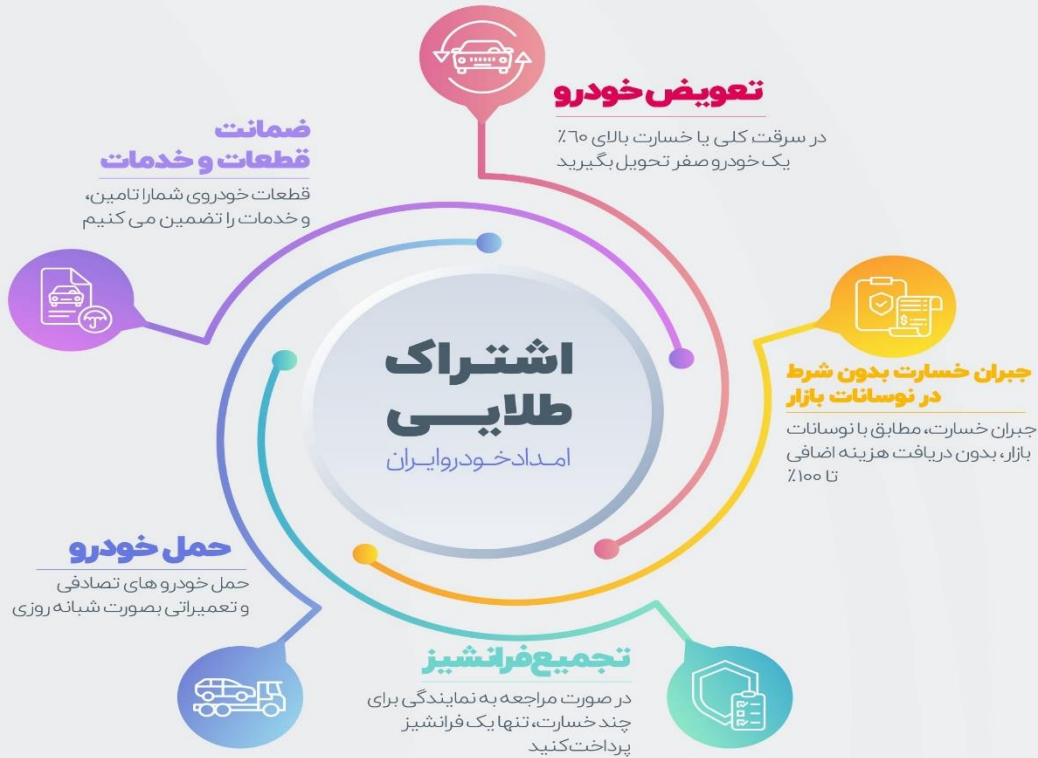 تعویض خودرو
در سرقت کلی یا خسارت بالای ٦٠٪
یک خودرو صفر تحویل بگیرید
ضمانت
قطعات و خدمات
قطعات خودروی شمارا تامین،
و خدمات را تضمین می کنیم
جبران خسارت بدون شرط
در نوسانات بازار
جبران خسارت، مطابق با نوسانات
بازار، بدون دریافت هزینه اضافی
تا ۱۰۰٪
اشتراک
طلایی
امدادخودروایران
حمل خودرو
حمل خودرو های تصادفی
و تعمیراتی بصورت شبانه روزی
تجمیع فرانشیز
در صورت مراجعه به نمایندگی برای
چند خسارت، تنها یک فرانشیز
پرداخت کنید